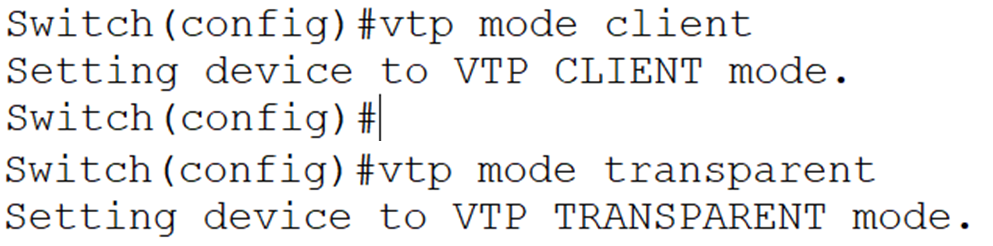 Switch(config)#vtp mode client
Setting device to VTP CLIENT mode.
Switch(config)#
Switch(config)#vtp mode transparent
Setting device to VTP TRANSPARENT mode.